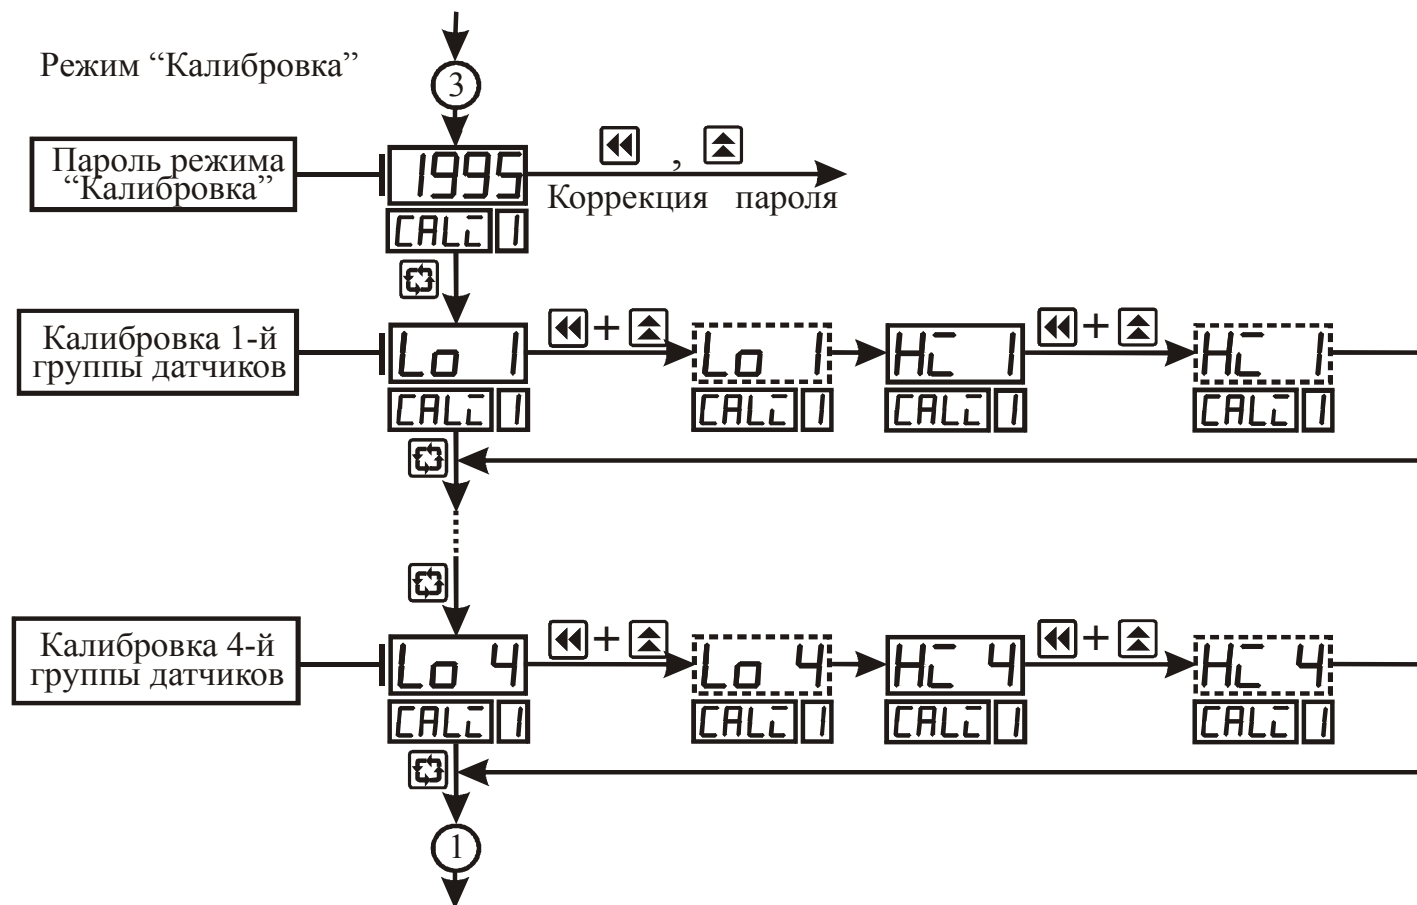 Режим “Калибровка”
3
Пароль режима
“Калибровка”
1995
,
Коррекция пароля
CALi 1
Калибровка 1-й
группы датчиков
Lo 1
+
Lo 1
Hi 1
+
Hi 1
CALi 1
CALi 1
CALi 1
CALi 1
Калибровка 4-й
группы датчиков
Lo 4
+
Lo 4
Hi 4
+
Hi 4
CALi 1
CALi 1
CALi 1
CALi 1
1